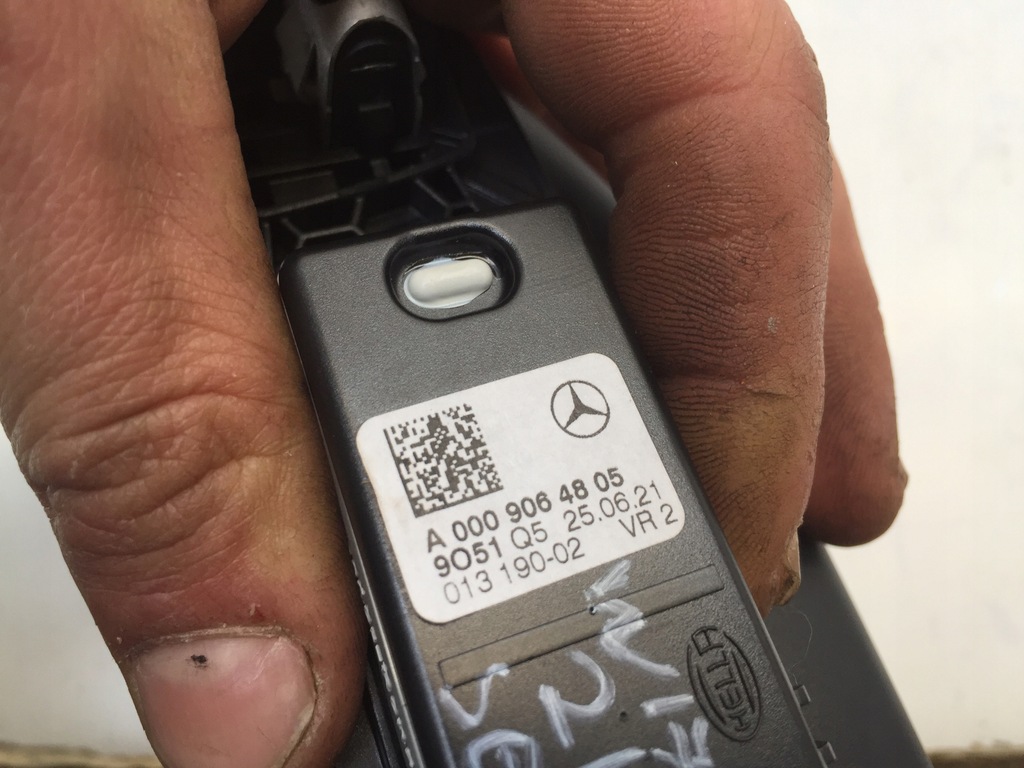 A 000 906 48 05
9O51 Q5 25.06.21
013 190-02 VR 2
HELLA